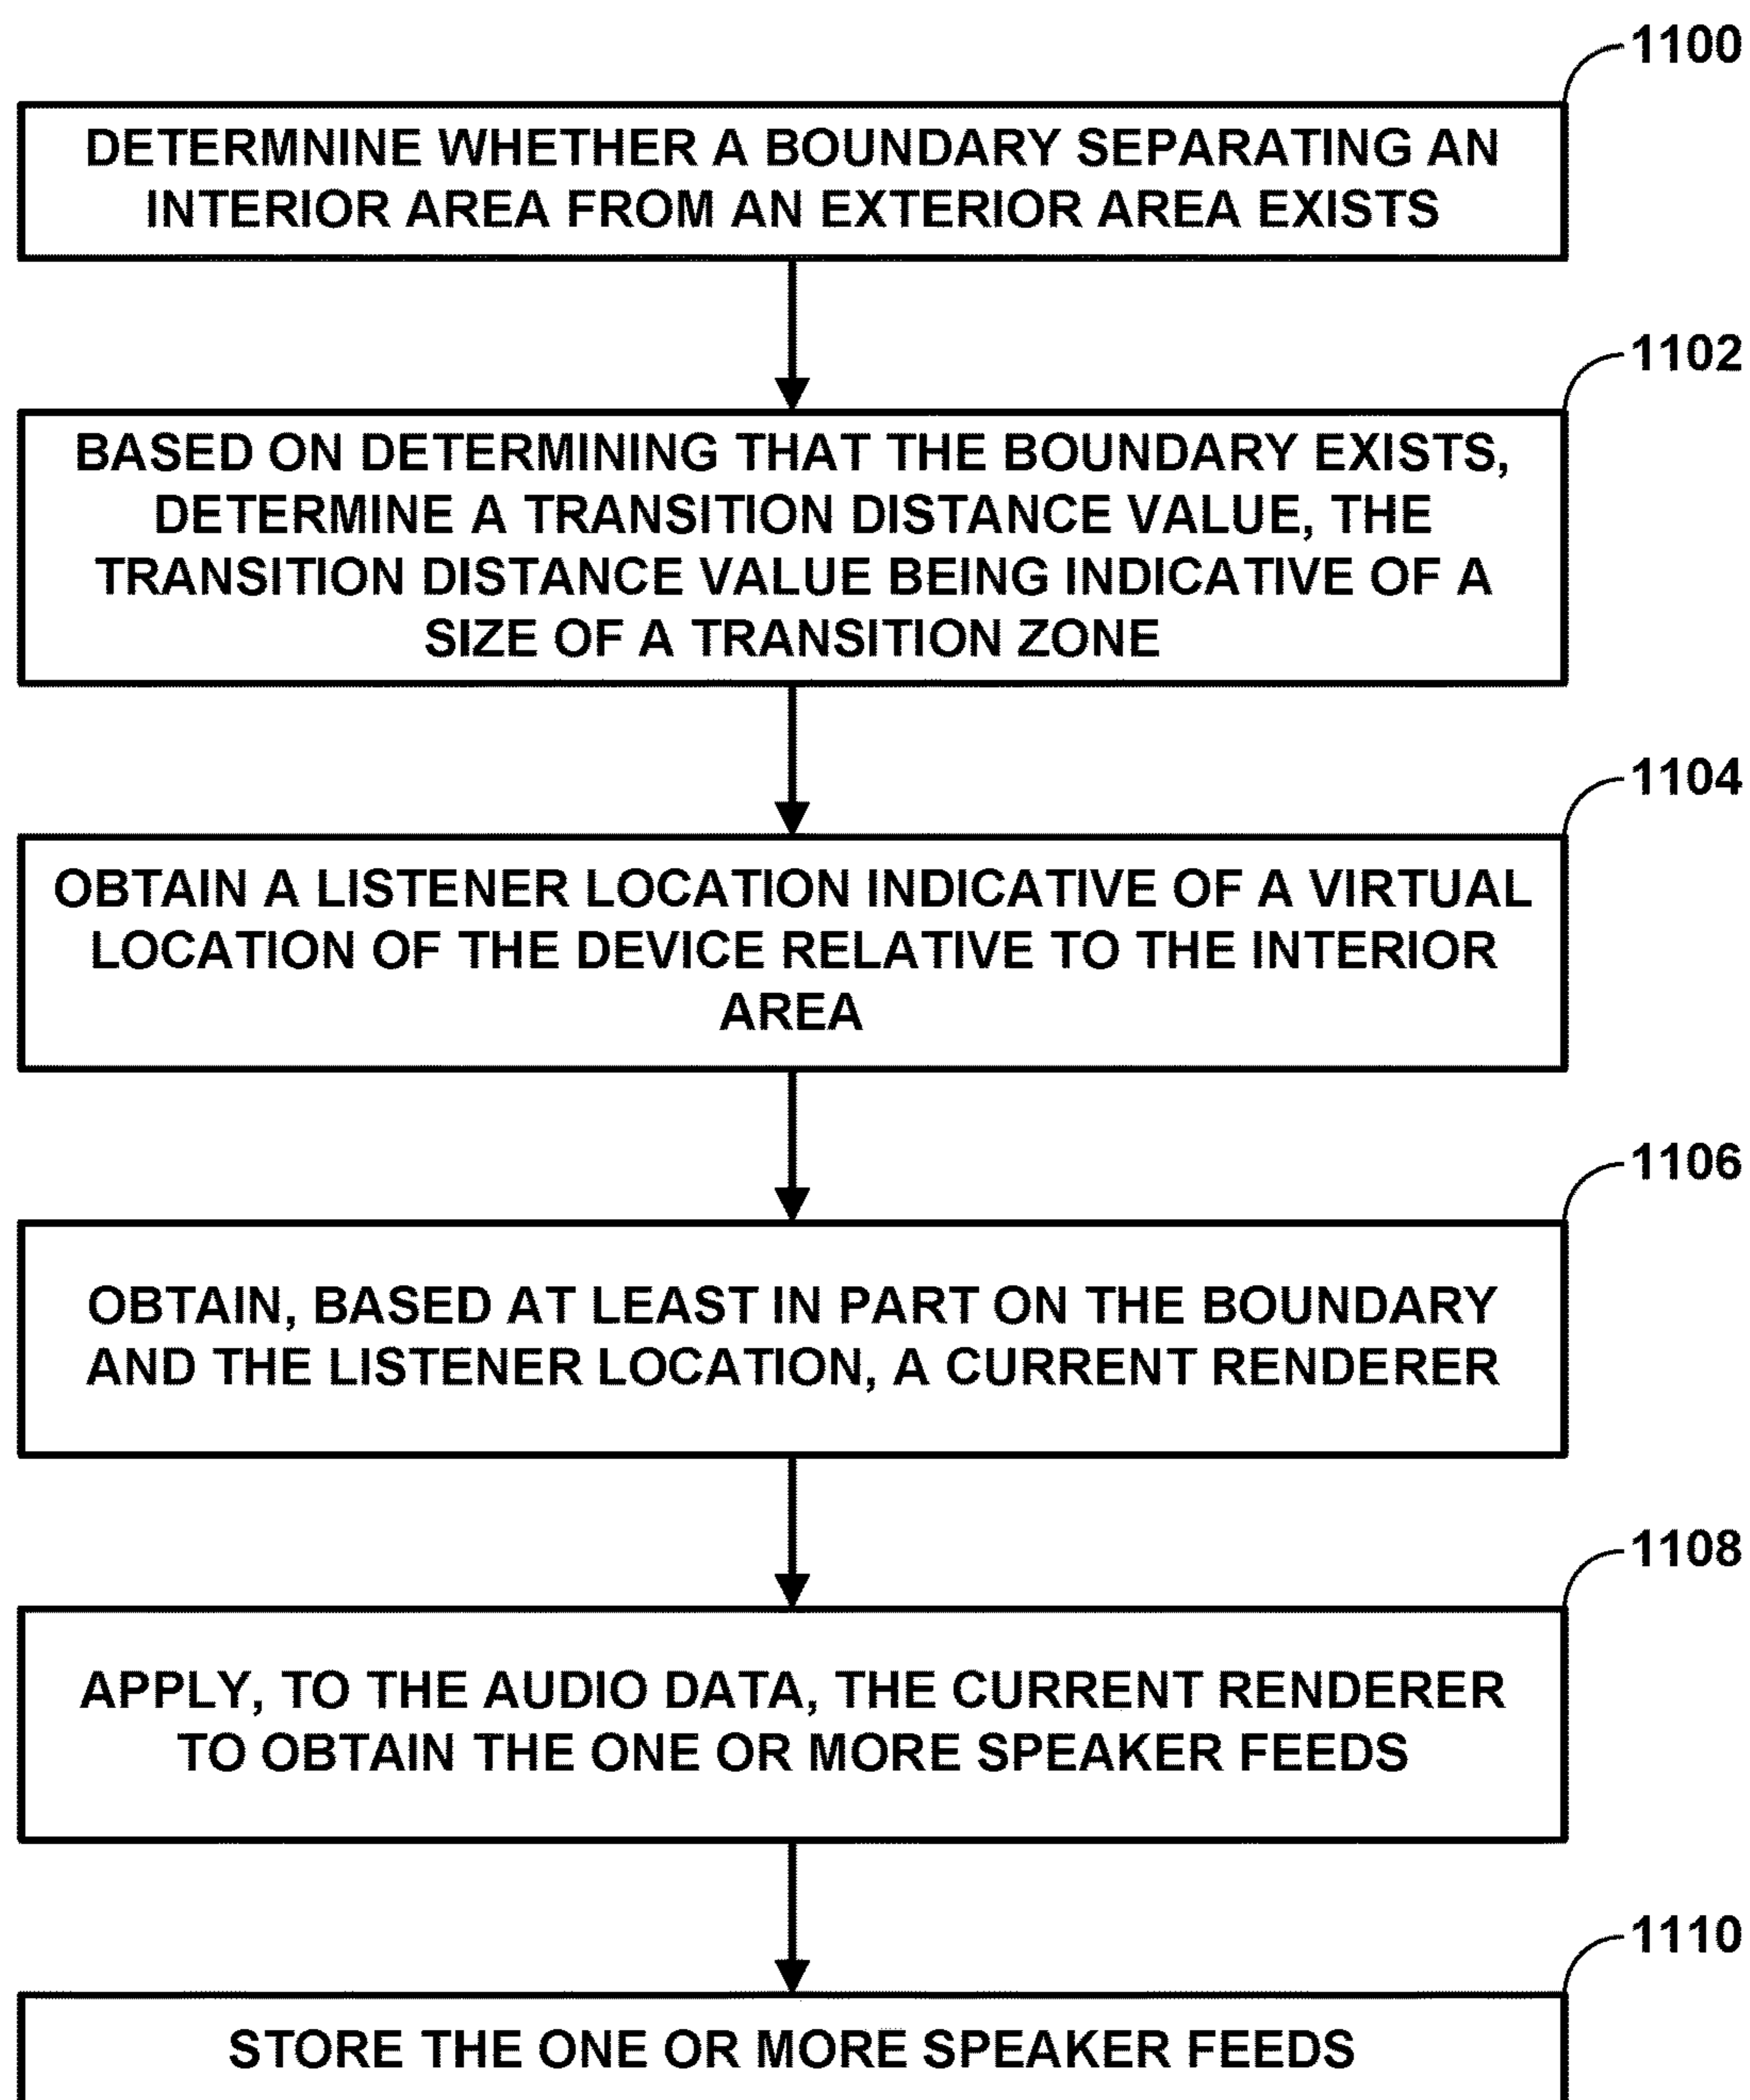 1100
DETERMNINE WHETHER A BOUNDARY SEPARATING AN
INTERIOR AREA FROM AN EXTERIOR AREA EXISTS
1102
BASED ON DETERMINING THAT THE BOUNDARY EXISTS,
DETERMINE A TRANSITION DISTANCE VALUE, THE
TRANSITION DISTANCE VALUE BEING INDICATIVE OF A
SIZE OF A TRANSITION ZONE
1104
OBTAIN A LISTENER LOCATION INDICATIVE OF A VIRTUAL
LOCATION OF THE DEVICE RELATIVE TO THE INTERIOR
AREA
1106
OBTAIN, BASED AT LEAST IN PART ON THE BOUNDARY
AND THE LISTENER LOCATION, A CURRENT RENDERER
1108
APPLY, TO THE AUDIO DATA, THE CURRENT RENDERER
TO OBTAIN THE ONE OR MORE SPEAKER FEEDS
1110
STORE THE ONE OR MORE SPEAKER FEEDS